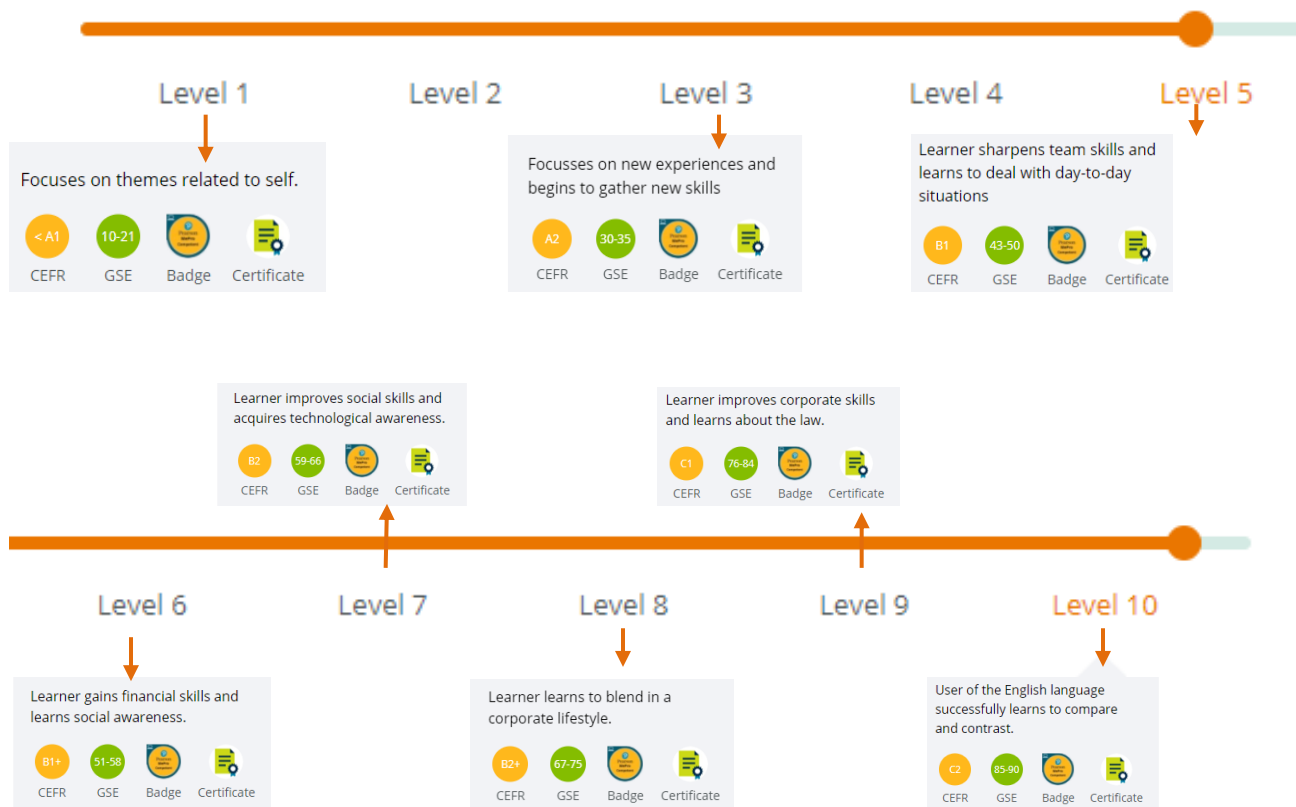 Level 1
Level 2
Level 3
Level 4
Level 5
Focuses on themes related to self.
< A1
10-21
CEFR
GSE
Badge
Certificate
Focusses on new experiences and
begins to gather new skills
A2
30-35
CEFR
GSE
Badge
Certificate
Learner sharpens team skills and
learns to deal with day-to-day
situations
B1
43-50
CEFR
GSE
Badge
Certificate
Learner improves social skills and
acquires technological awareness.
B2
59-66
CEFR
GSE
Badge
Certificate
Learner improves corporate skills
and learns about the law.
C1
76-84
CEFR
GSE
Badge
Certificate
Level 6
Level 7
Level 8
Level 9
Level 10
Learner gains financial skills and
learns social awareness.
B1+
51-58
CEFR
GSE
Badge
Certificate
Learner learns to blend in a
corporate lifestyle.
B2+
67-75
CEFR
GSE
Badge
Certificate
User of the English language
successfully learns to compare
and contrast.
C2
85-90
CEFR
GSE
Badge
Certificate